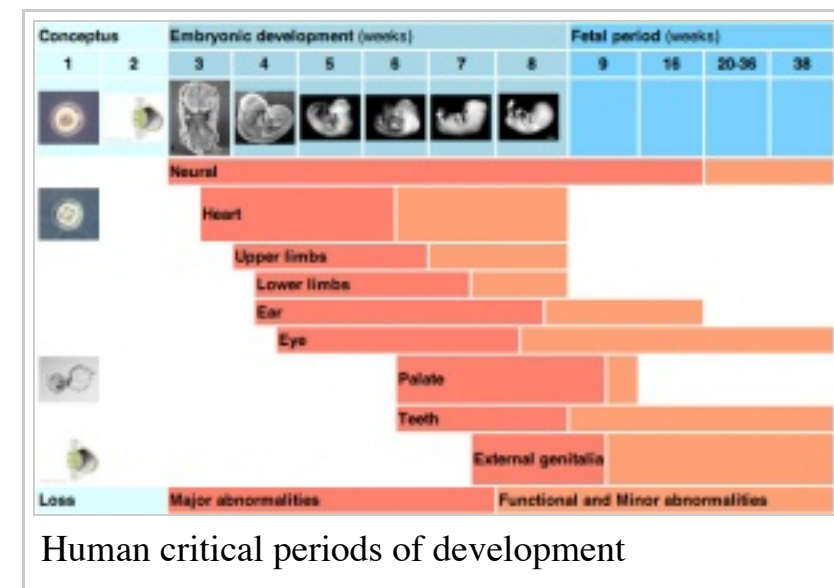 Conceptus Embryonic development (weeks) Fetal period (weeks)
1 2 3 4 5 6 7 8 9 16 20-36 38
Neural
Heart
Upper limbs
Lower limbs
Ear
Eye
Palate
Teeth
External genitalia
Loss Major abnormalities Functional and Minor abnormalities
Human critical periods of development